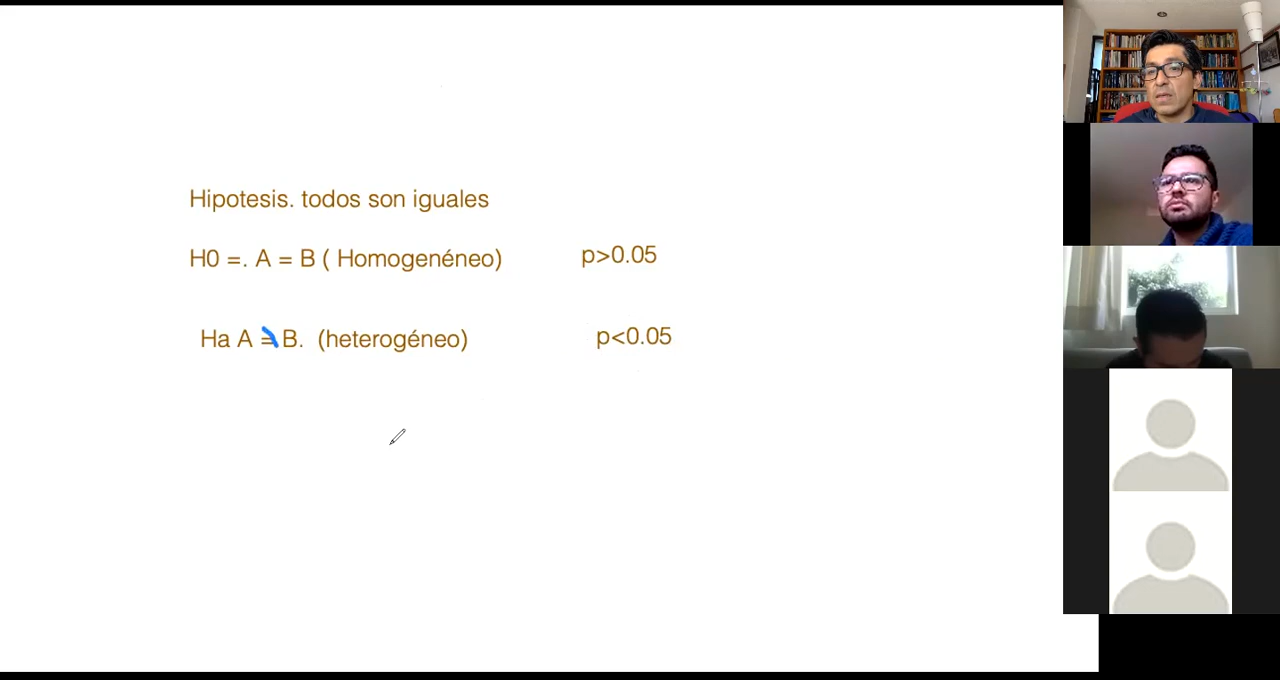 Hipotesis. todos son iguales
H0 =. A = B ( Homogenéneo) p>0.05
Ha A ≠ B. (heterogéneo) p<0.05